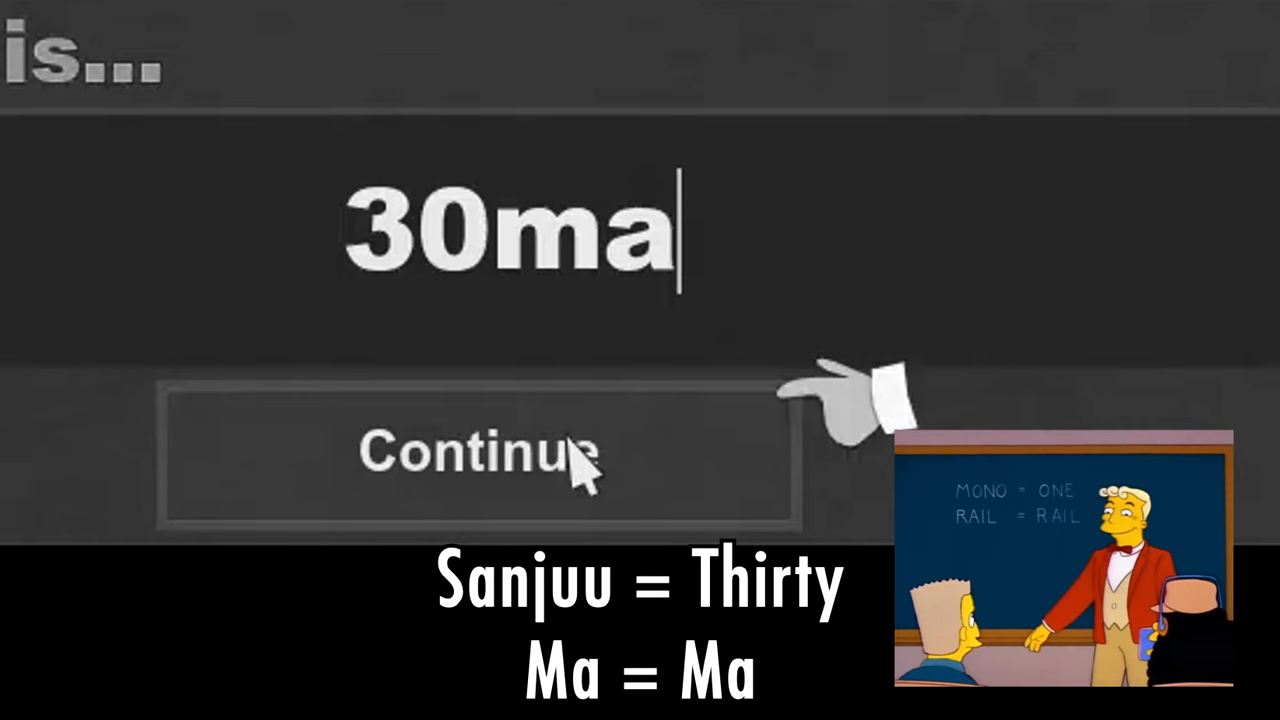 is...
30ma
Continue
MONO = ONE
RAIL = RAIL
Sanjuu = Thirty
Ma = Ma